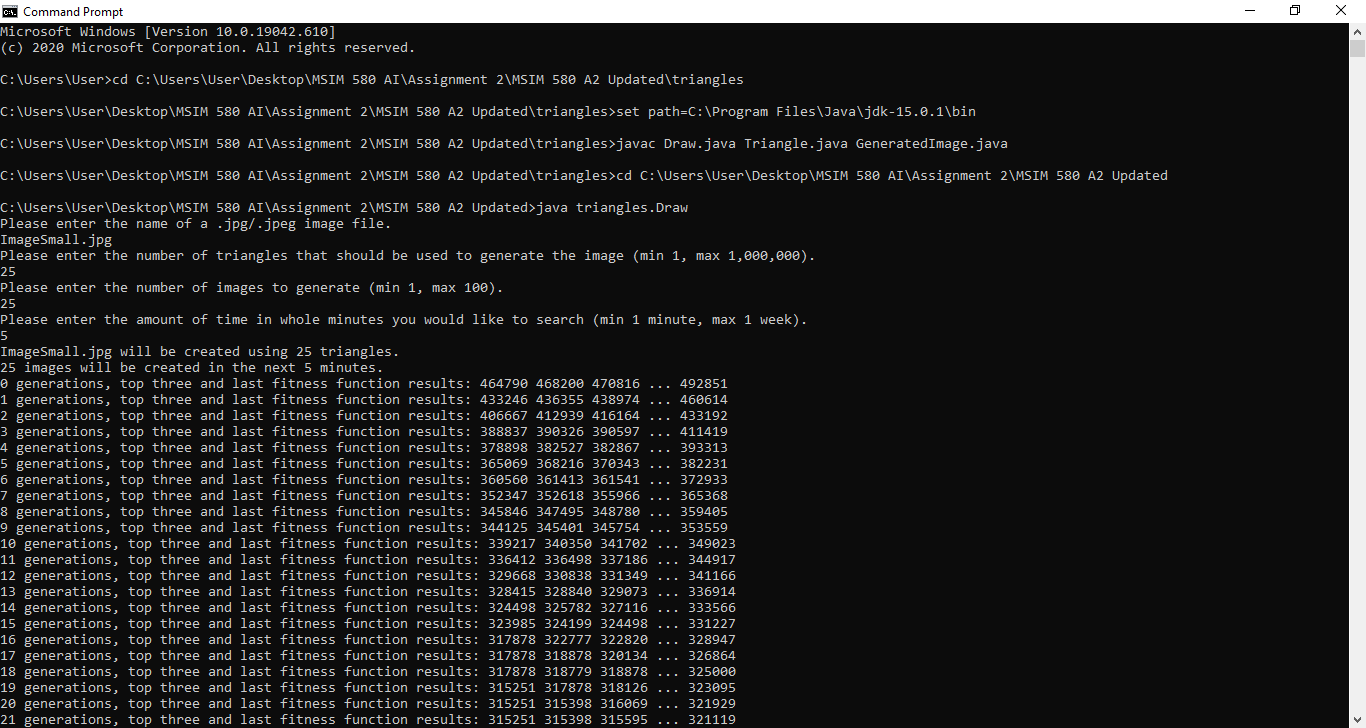 Command Prompt
Microsoft Windows [Version 10.0.19042.610]
(c) 2020 Microsoft Corporation. All rights reserved.
C:\Users\User>cd C:\Users\User\Desktop\MSIM 580 AI\Assignment 2\MSIM 580 A2 Updated\triangles
C:\Users\User\Desktop\MSIM 580 AI\Assignment 2\MSIM 580 A2 Updated\triangles>set path=C:\Program Files\Java\jdk-15.0.1\bin
C:\Users\User\Desktop\MSIM 580 AI\Assignment 2\MSIM 580 A2 Updated\triangles>javac Draw.java Triangle.java GeneratedImage.java
C:\Users\User\Desktop\MSIM 580 AI\Assignment 2\MSIM 580 A2 Updated\triangles>cd C:\Users\User\Desktop\MSIM 580 AI\Assignment 2\MSIM 580 A2 Updated
C:\Users\User\Desktop\MSIM 580 AI\Assignment 2\MSIM 580 A2 Updated>java triangles.Draw
Please enter the name of a .jpg/.jpeg image file.
ImageSmall.jpg
Please enter the number of triangles that should be used to generate the image (min 1, max 1,000,000).
25
Please enter the number of images to generate (min 1, max 100).
25
Please enter the amount of time in whole minutes you would like to search (min 1 minute, max 1 week).
5
ImageSmall.jpg will be created using 25 triangles.
25 images will be created in the next 5 minutes.
0 generations, top three and last fitness function results: 464790 468200 470816 ... 492851
1 generations, top three and last fitness function results: 433246 436355 438974 ... 460614
2 generations, top three and last fitness function results: 406667 412939 416164 ... 433192
3 generations, top three and last fitness function results: 388837 390326 390597 ... 411419
4 generations, top three and last fitness function results: 378898 382527 382867 ... 393313
5 generations, top three and last fitness function results: 365069 368216 370343 ... 382231
6 generations, top three and last fitness function results: 360560 361413 361541 ... 372933
7 generations, top three and last fitness function results: 352347 352618 355966 ... 365368
8 generations, top three and last fitness function results: 345846 347495 348780 ... 359405
9 generations, top three and last fitness function results: 344125 345401 345754 ... 353559
10 generations, top three and last fitness function results: 339217 340350 341702 ... 349023
11 generations, top three and last fitness function results: 336412 336498 337186 ... 344917
12 generations, top three and last fitness function results: 329668 330838 331349 ... 341166
13 generations, top three and last fitness function results: 328415 328840 329073 ... 336914
14 generations, top three and last fitness function results: 324498 325782 327116 ... 333566
15 generations, top three and last fitness function results: 323985 324199 324498 ... 331227
16 generations, top three and last fitness function results: 317878 322777 322820 ... 328947
17 generations, top three and last fitness function results: 317878 318878 320134 ... 326864
18 generations, top three and last fitness function results: 317878 318779 318878 ... 325000
19 generations, top three and last fitness function results: 315251 317878 318126 ... 323095
20 generations, top three and last fitness function results: 315251 315398 316069 ... 321929
21 generations, top three and last fitness function results: 315251 315398 315595 ... 321119